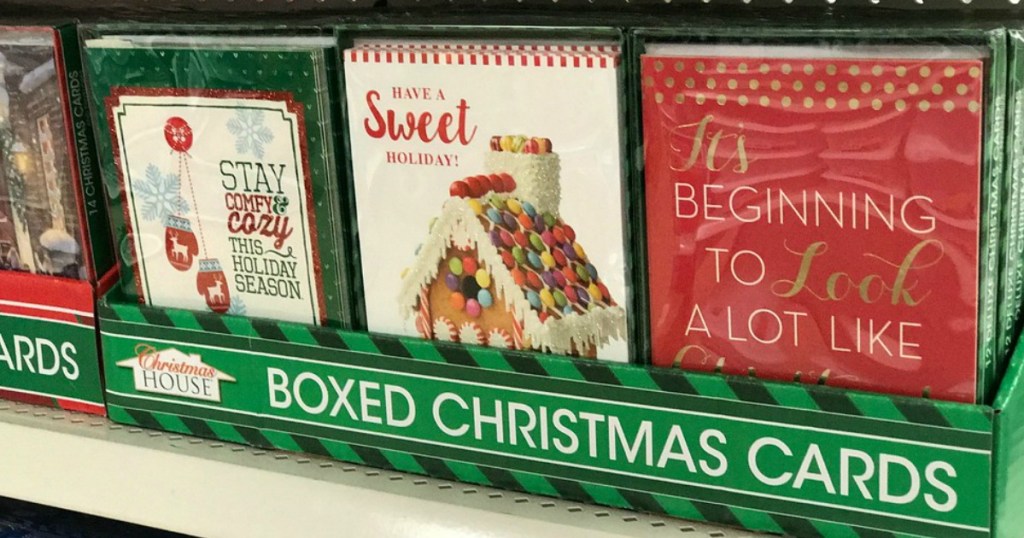 14 CHRISTMAS CARDS
STAY
COMFY &
COZY
THIS
HOLIDAY
SEASON.
HAVE A
Sweet
HOLIDAY!
It's
BEGINNING
TO Look
A LOT LIKE
ARDS
Christmas
HOUSE
BOXED CHRISTMAS CARDS